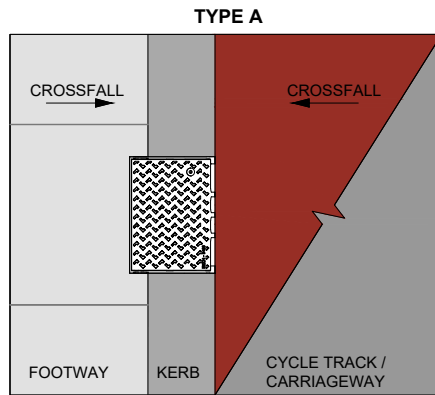 TYPE A
CROSSFALL
CROSSFALL
FOOTWAY
KERB
CYCLE TRACK /
CARRIAGEWAY